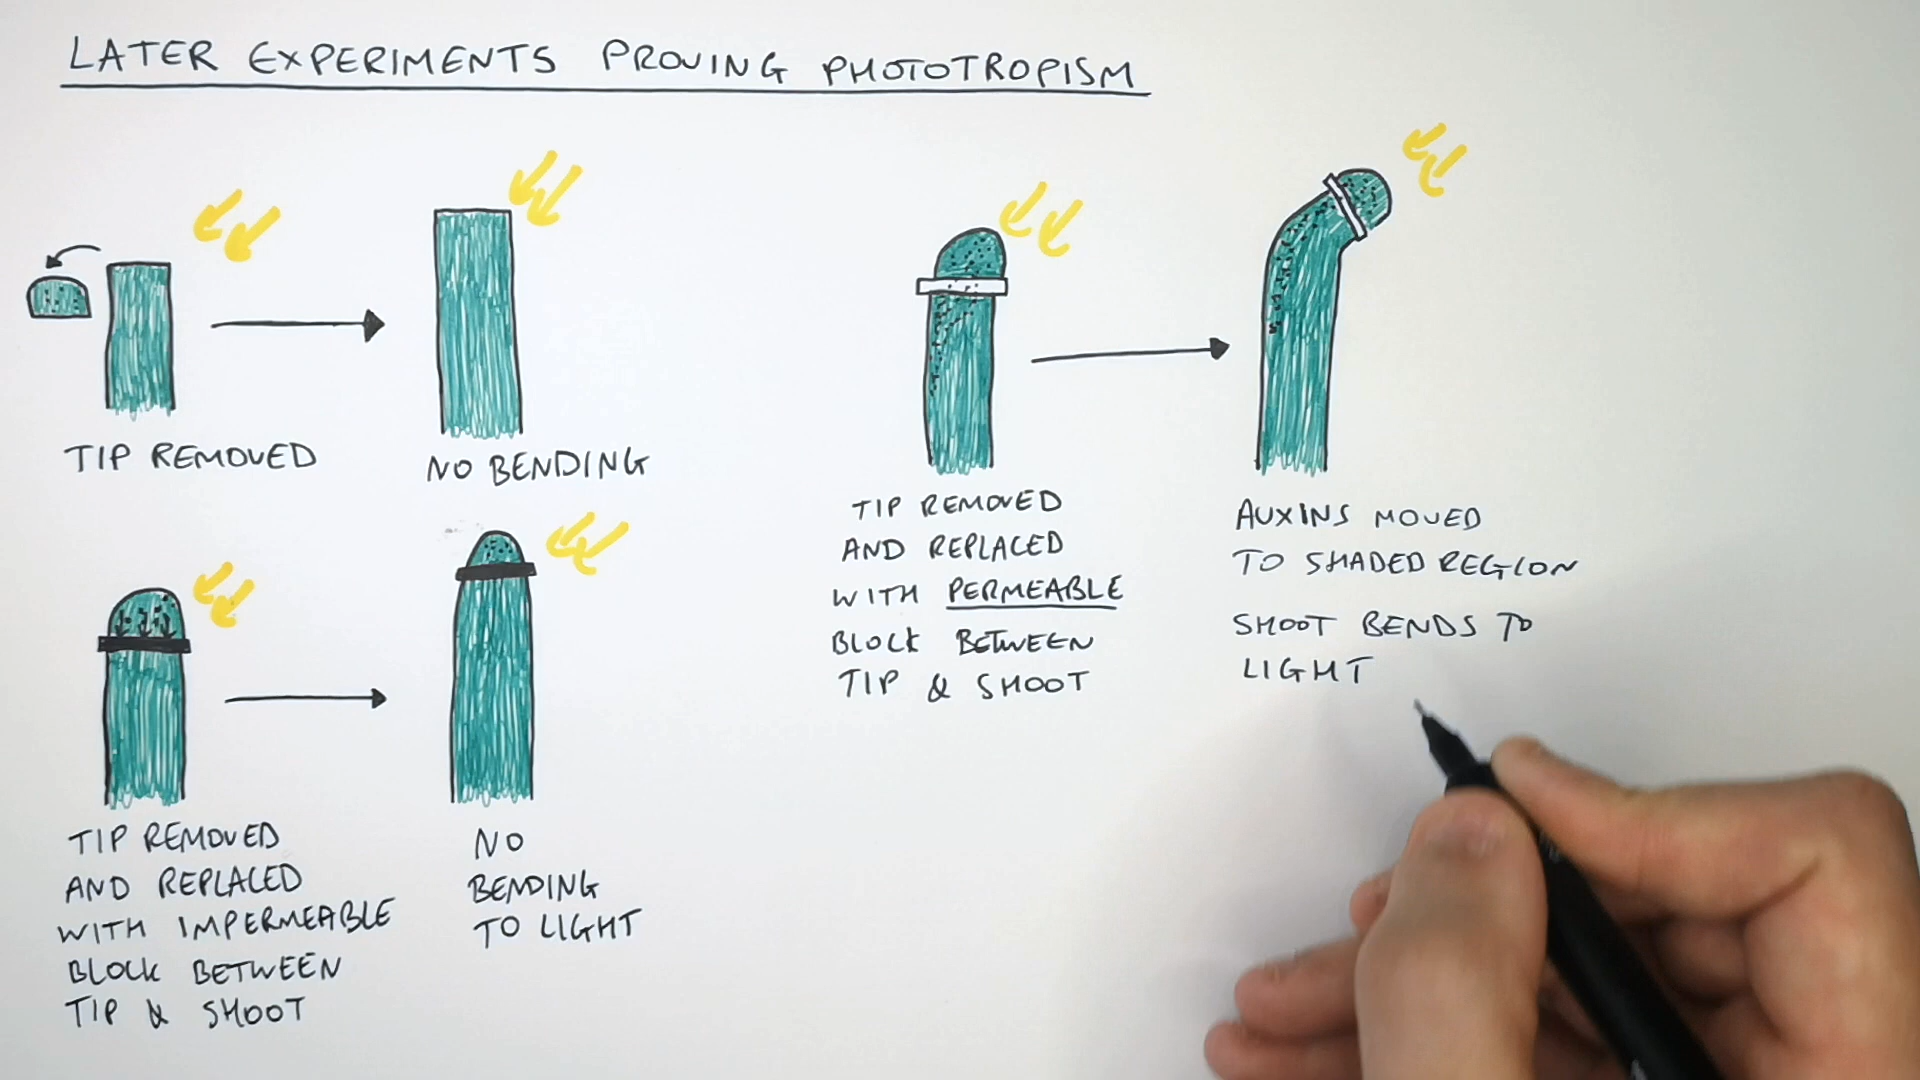 LATER EXPERIMENTS PROVING PHOTOTROPISM
TIP REMOVED
NO BENDING
TIP REMOVED
AND REPLACED
WITH IMPERMEABLE
BLOCK BETWEEN
TIP & SHOOT
NO
BENDING
TO LIGHT
TIP REMOVED
AND REPLACED
WITH PERMEABLE
BLOCK BETWEEN
TIP & SHOOT
AUXINS MOVED
TO SHADED REGION
SHOOT BENDS TO
LIGHT